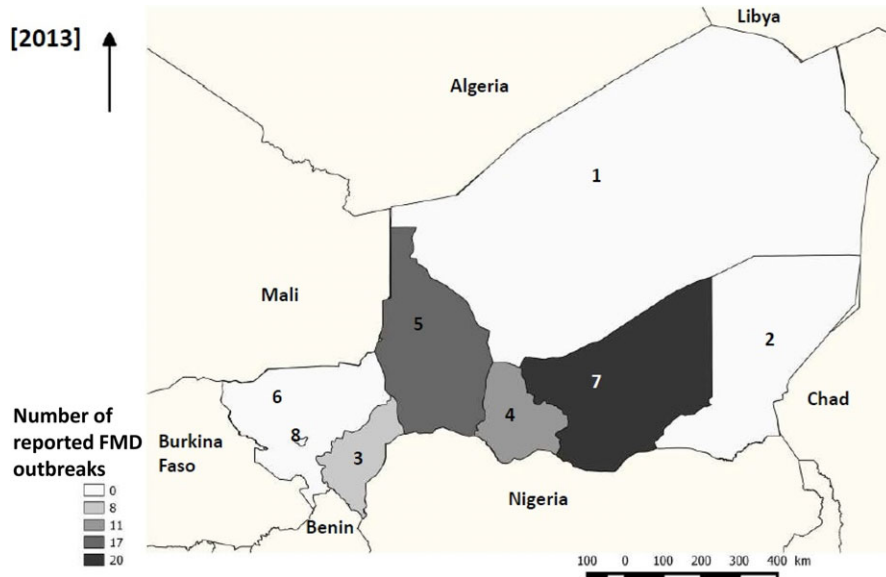 [2013]
Libya
Algeria
1
Mali
5
2
6
7
4
Chad
8
3
Burkina
Faso
Nigeria
Benin
Number of
reported FMD
outbreaks
0
8
11
17
20
100 0 100 200 300 400 km